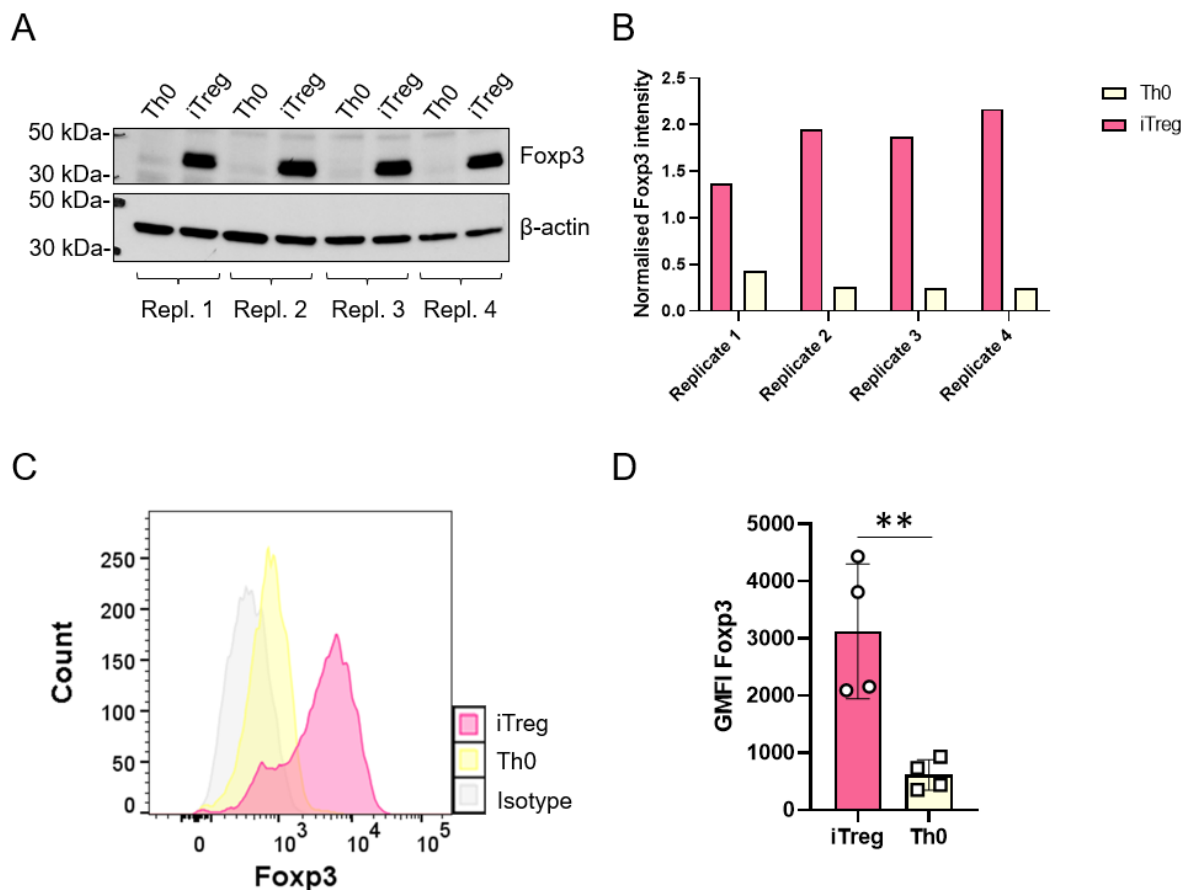 A
Th0 iTreg Th0 iTreg Th0 iTreg Th0 iTreg
50 kDa-
30 kDa-
Foxp3
50 kDa-
30 kDa-
β-actin
Repl. 1 Repl. 2 Repl. 3 Repl. 4
B
Normalised Foxp3 intensity
2.5
2.0
1.5
1.0
0.5
0.0
Replicate 1
Replicate 2
Replicate 3
Replicate 4
Th0
iTreg
C
Count
250
200
150
100
50
0
0 10³ 10⁴ 10⁵
Foxp3
iTreg
Th0
Isotype
D
GMFI Foxp3
5000
4000
3000
2000
1000
0
**
iTreg Th0